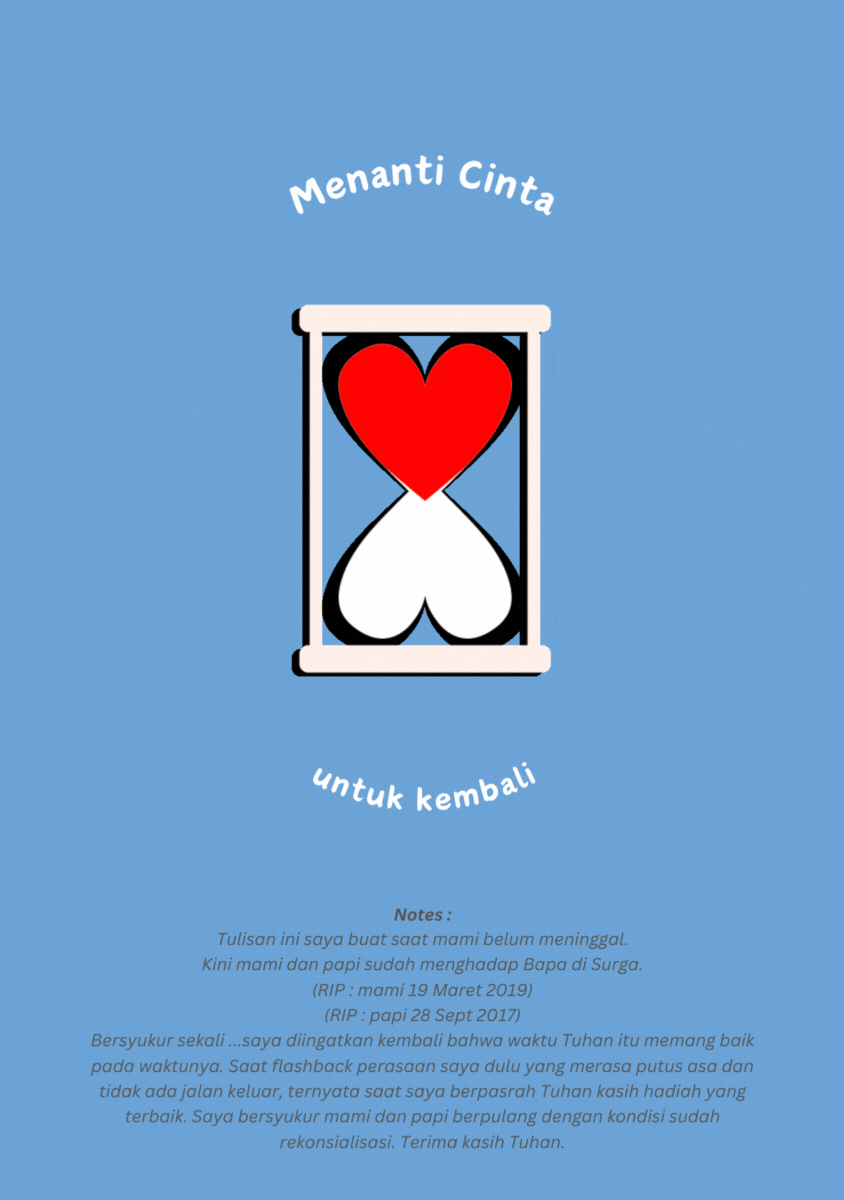 Menanti Cinta
untuk kembali
Notes :
Tulisan ini saya buat saat mami belum meninggal.
Kini mami dan papi sudah menghadap Bapa di Surga.
(RIP : mami 19 Maret 2019)
(RIP : papi 28 Sept 2017)
Bersyukur sekali ...saya diingatkan kembali bahwa waktu Tuhan itu memang baik
pada waktunya. Saat flashback perasaan saya dulu yang merasa putus asa dan
tidak ada jalan keluar, ternyata saat saya berpasrah Tuhan kasih hadiah yang
terbaik. Saya bersyukur mami dan papi berpulang dengan kondisi sudah
rekonsialisasi. Terima kasih Tuhan.